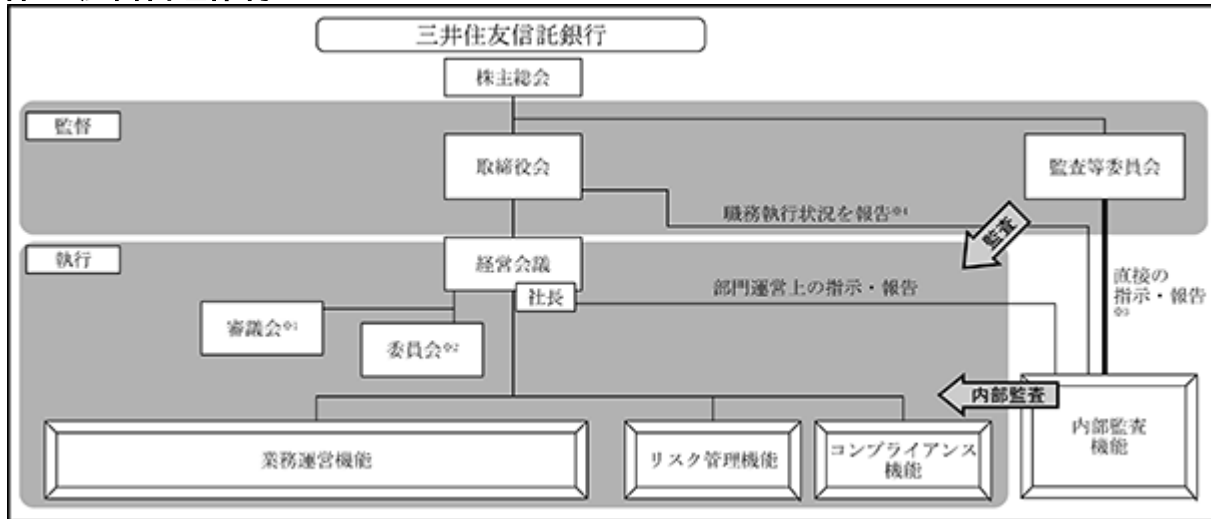 三井住友信託銀行
株主総会
監督
取締役会
監査等委員会
職務執行状況を報告※4
監査
執行
経営会議
社長
部門運営上の指示・報告
直接の
指示・報告
※3
審議会※1
委員会※2
内部監査
業務運営機能
リスク管理機能
コンプライアンス
機能
内部監査
機能